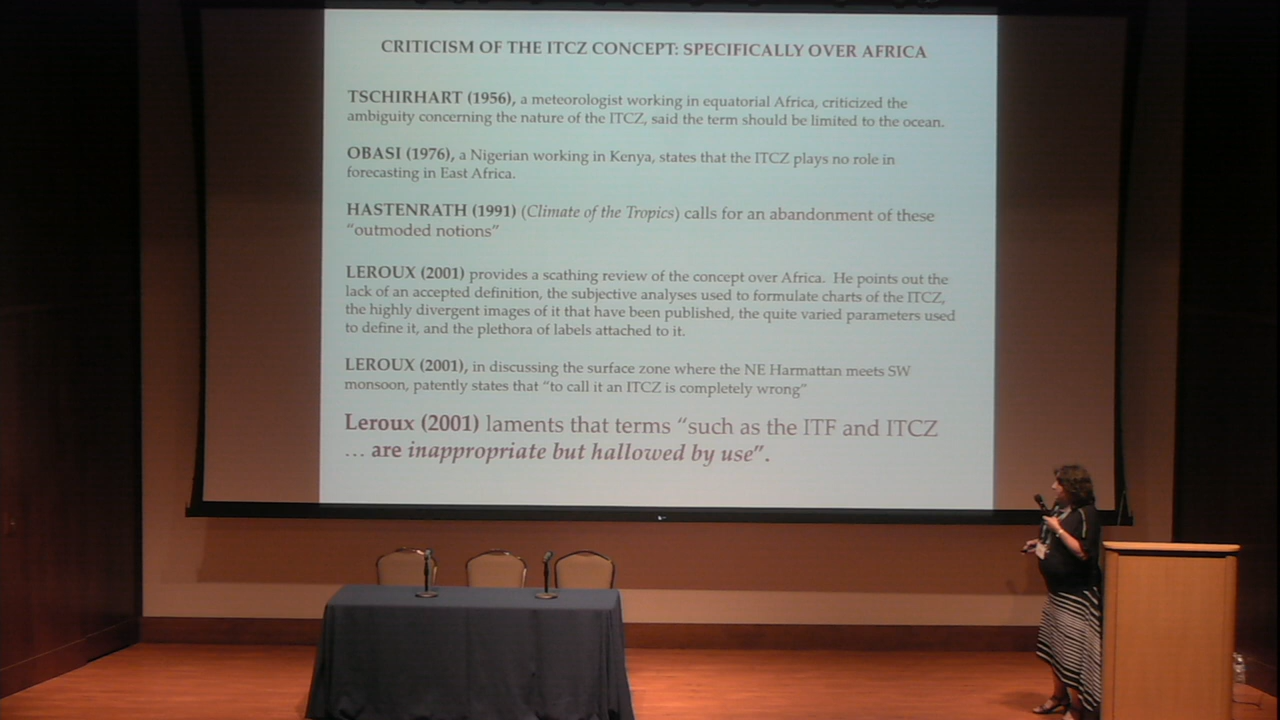 CRITICISM OF THE ITCZ CONCEPT: SPECIFICALLY OVER AFRICA
TSCHIRHART (1956), a meteorologist working in equatorial Africa, criticized the
ambiguity concerning the nature of the ITCZ, said the term should be limited to the ocean.
OBASI (1976), a Nigerian working in Kenya, states that the ITCZ plays no role in
forecasting in East Africa.
HASTENRATH (1991) (Climate of the Tropics) calls for an abandonment of these
"outmoded notions"
LEROUX (2001) provides a scathing review of the concept over Africa. He points out the
lack of an accepted definition, the subjective analyses used to formulate charts of the ITCZ,
the highly divergent images of it that have been published, the quite varied parameters used
to define it, and the plethora of labels attached to it.
LEROUX (2001), in discussing the surface zone where the NE Harmattan meets SW
monsoon, patently states that "to call it an ITCZ is completely wrong"
Leroux (2001) laments that terms "such as the ITF and ITCZ
… are inappropriate but hallowed by use".